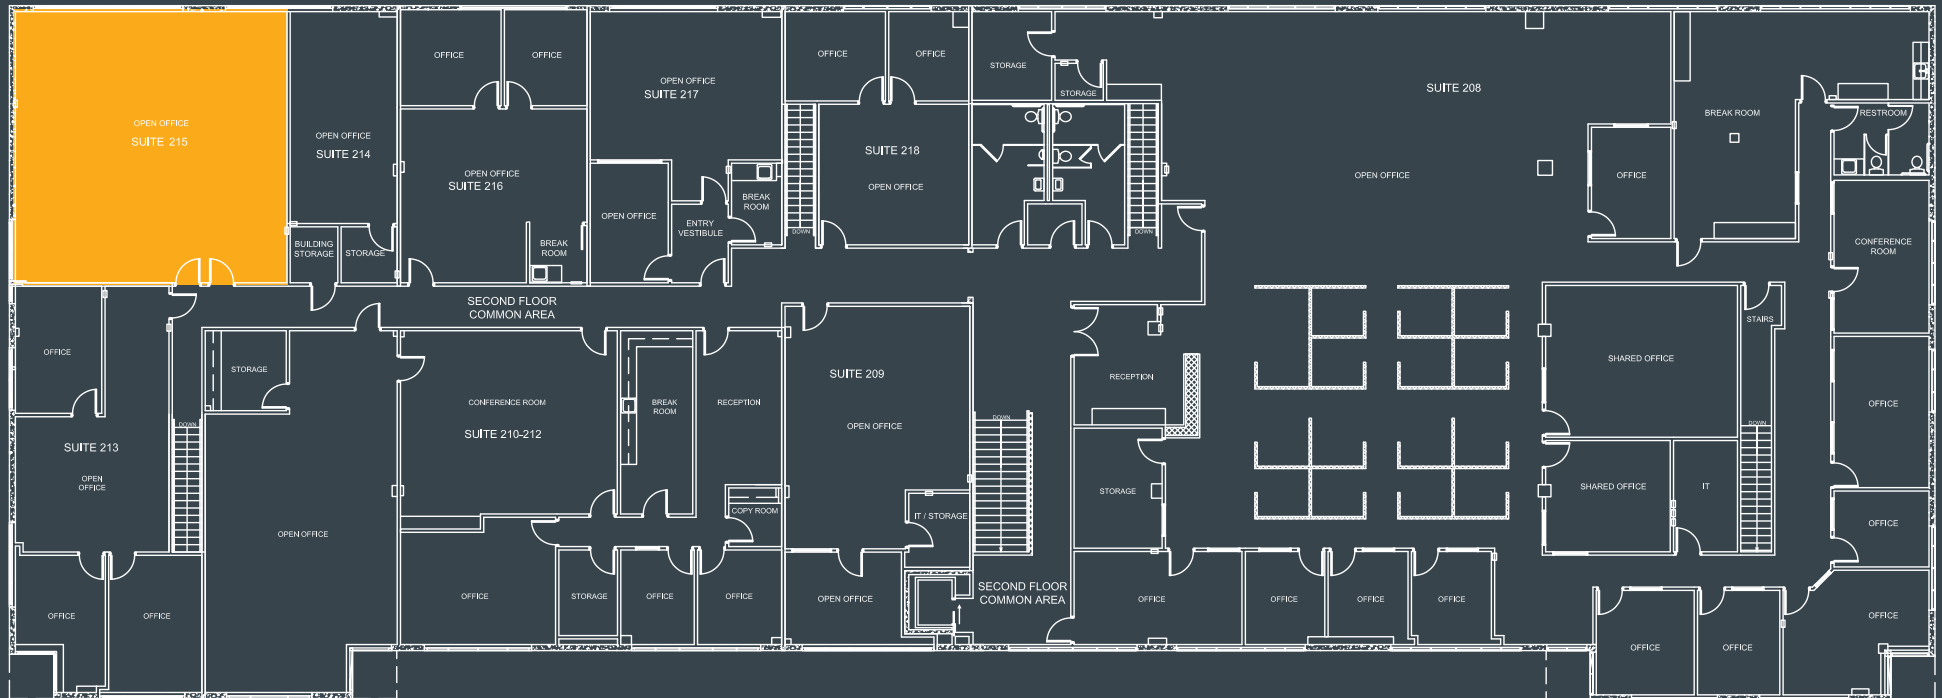 OPEN OFFICE
SUITE 215
OPEN OFFICE
SUITE 214
BUILDING
STORAGE
STORAGE
OFFICE
OFFICE
OPEN OFFICE
SUITE 216
BREAK
ROOM
OPEN OFFICE
SUITE 217
OPEN OFFICE
ENTRY
VESTIBULE
BREAK
ROOM
DOWN
OFFICE
OFFICE
SUITE 218
OPEN OFFICE
STORAGE
STORAGE
DOWN
SUITE 208
OPEN OFFICE
OFFICE
BREAK ROOM
RESTROOM
CONFERENCE
ROOM
SECOND FLOOR
COMMON AREA
OFFICE
SUITE 213
OPEN
OFFICE
DOWN
OFFICE
OFFICE
STORAGE
OPEN OFFICE
CONFERENCE ROOM
SUITE 210-212
BREAK
ROOM
RECEPTION
COPY ROOM
OFFICE
STORAGE
OFFICE
OFFICE
SUITE 209
OPEN OFFICE
IT / STORAGE
OPEN OFFICE
DOWN
SECOND FLOOR
COMMON AREA
RECEPTION
STORAGE
OFFICE
OFFICE
OFFICE
OFFICE
SHARED OFFICE
SHARED OFFICE
IT
STAIRS
DOWN
OFFICE
OFFICE
OFFICE
OFFICE
OFFICE